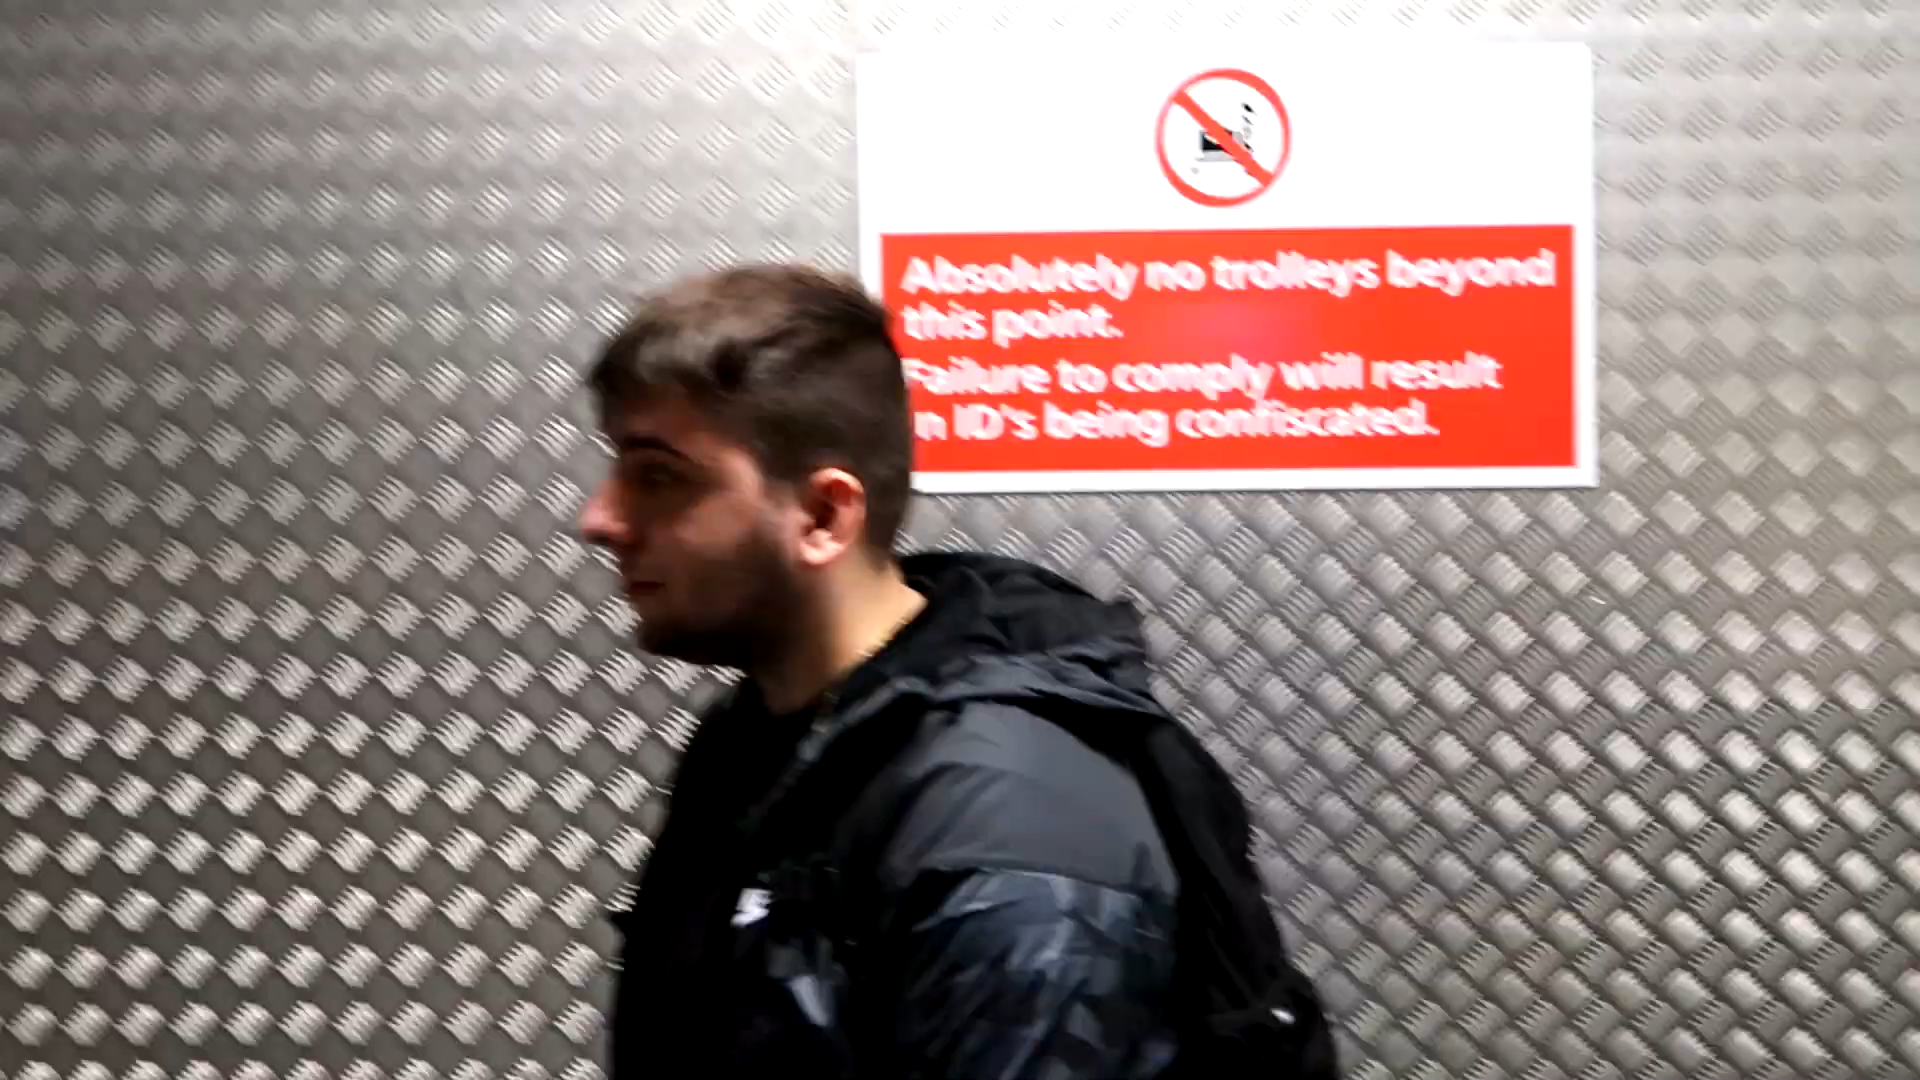 Absolutely no trolleys beyond
this point.
Failure to comply will result
in ID's being confiscated.